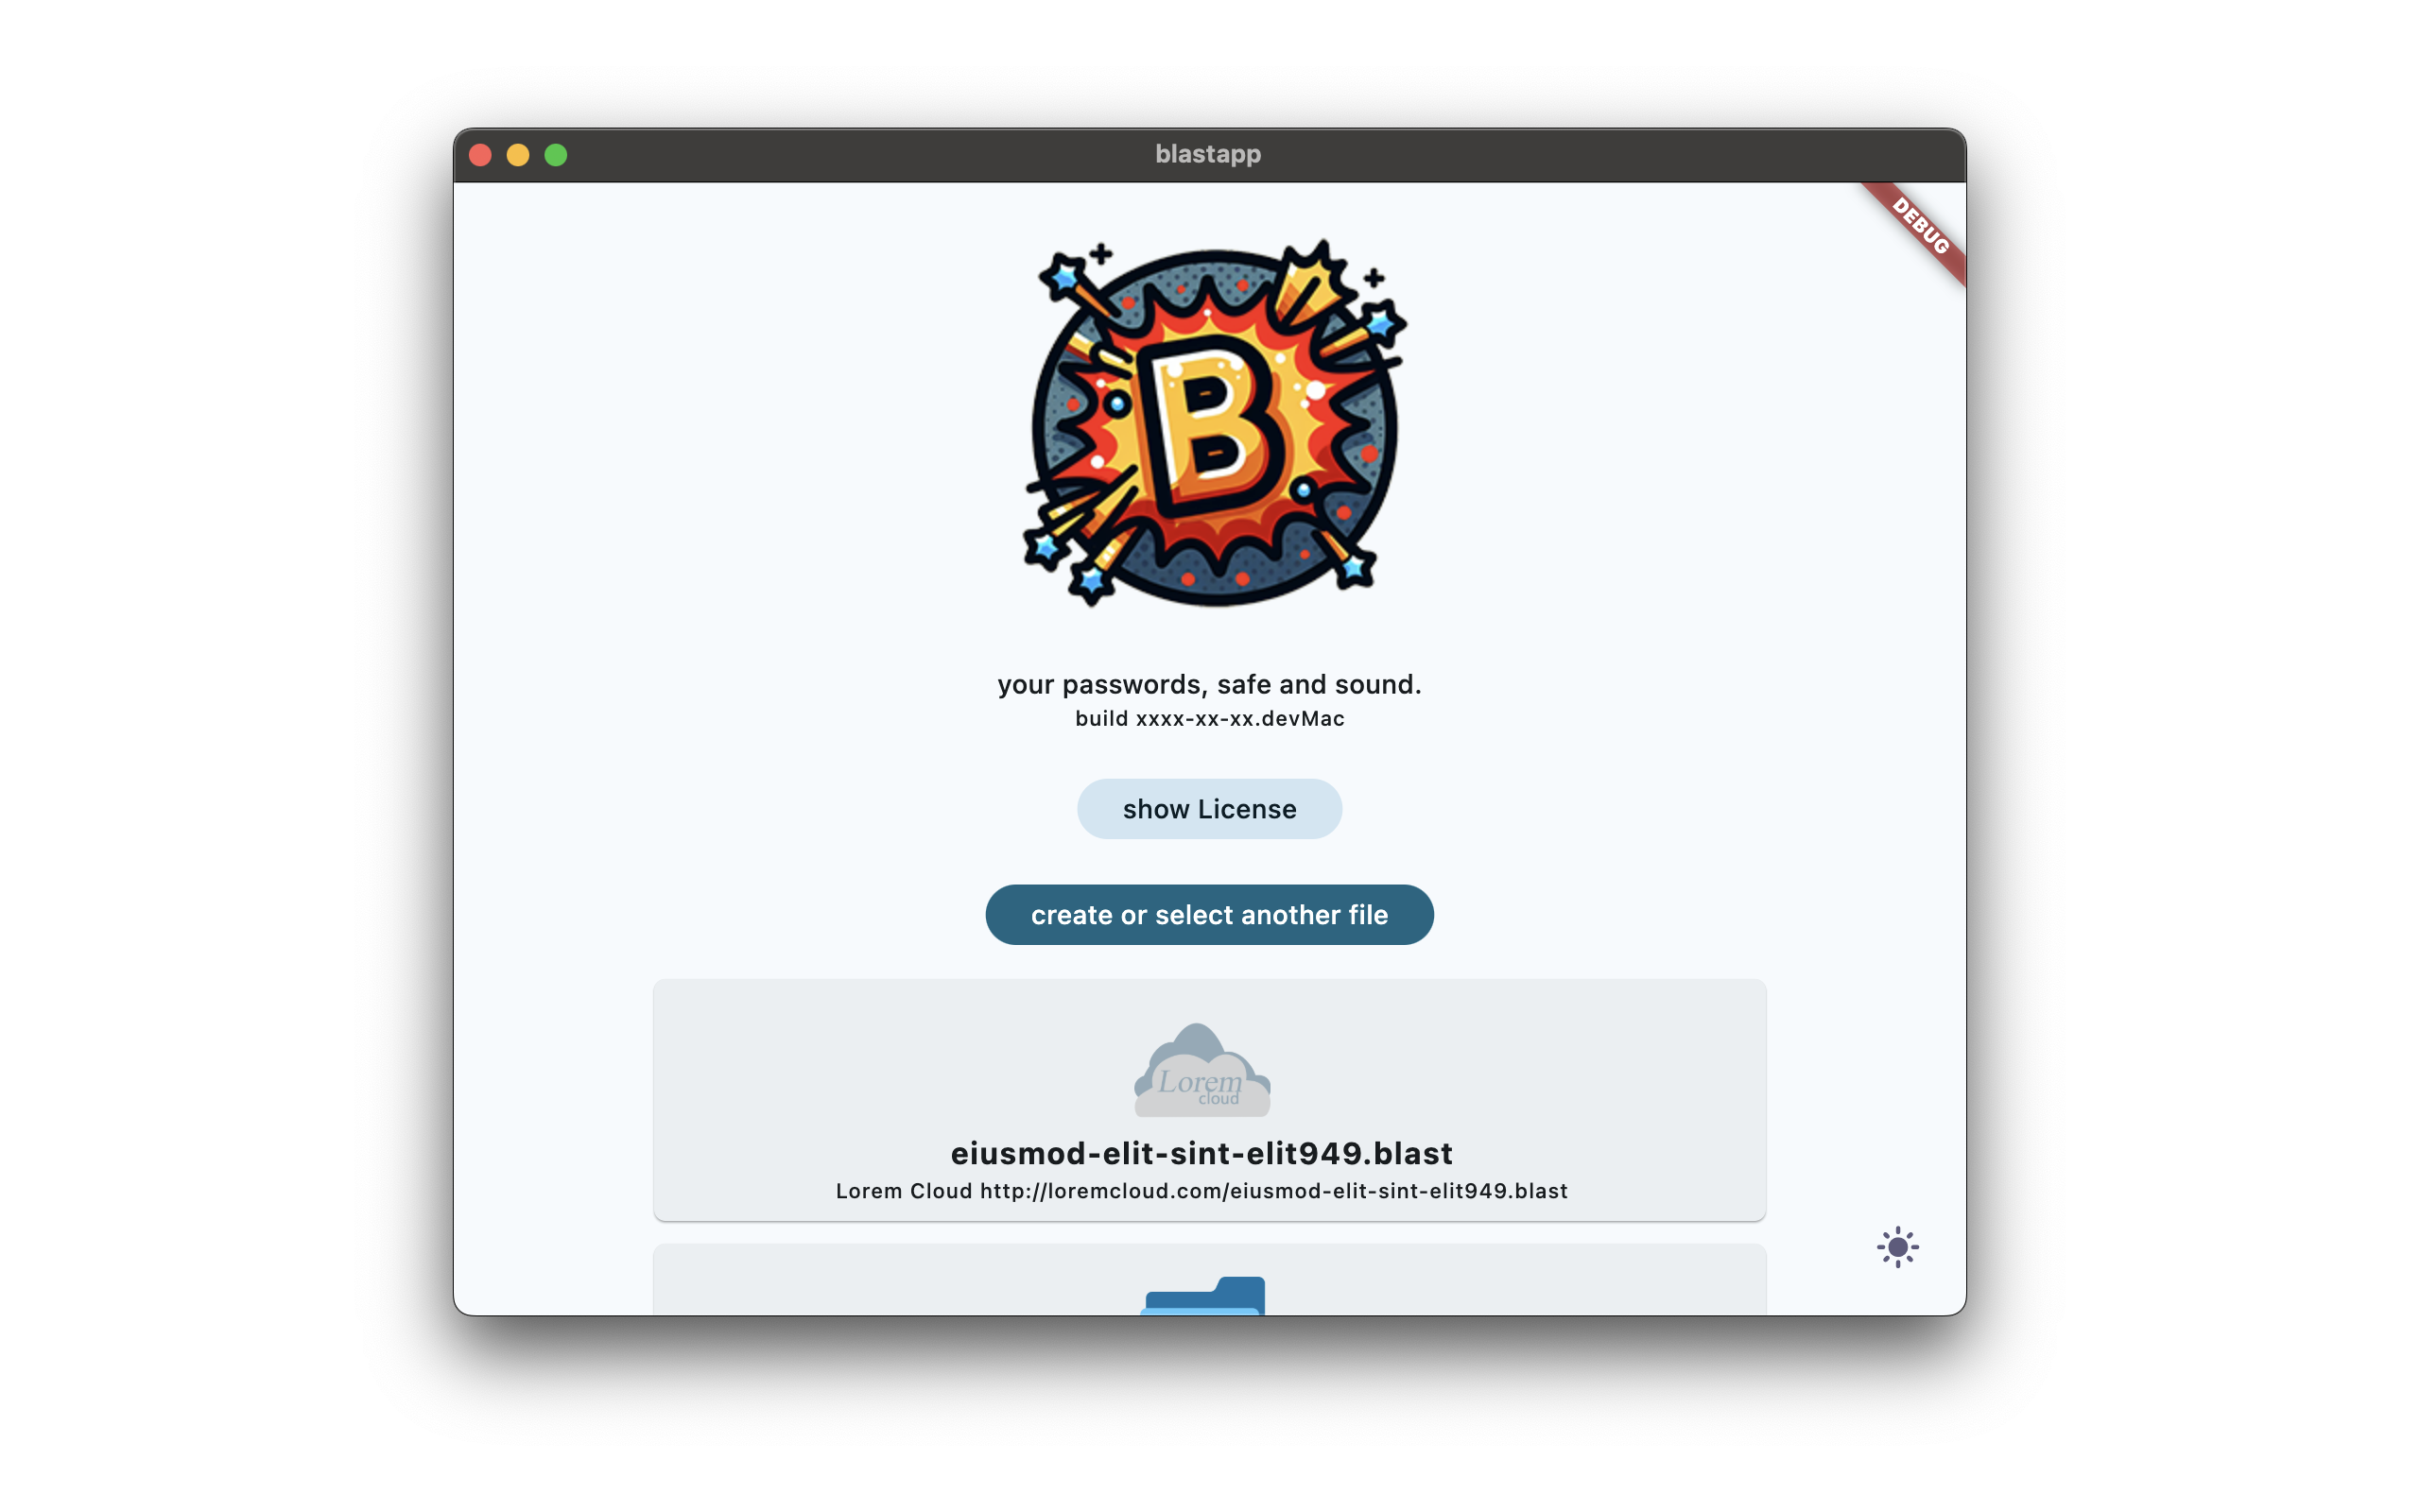 blastapp
DEBUG
B
your passwords, safe and sound.
build xxxx-xx-xx.devMac
show License
create or select another file
Lorem
cloud
eiusmod-elit-sint-elit949.blast
Lorem Cloud http://loremcloud.com/eiusmod-elit-sint-elit949.blast